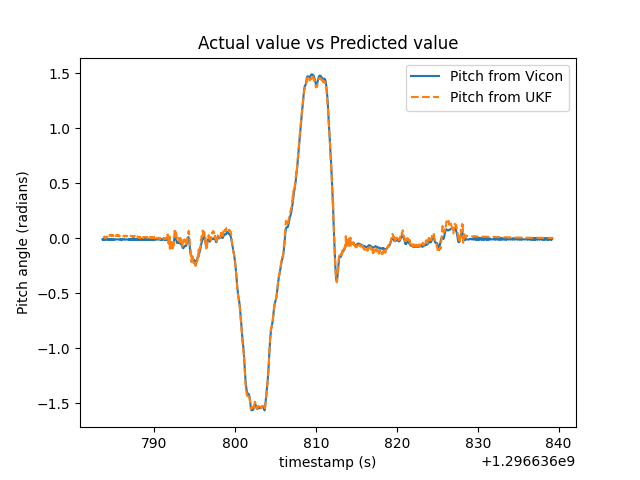 Actual value vs Predicted value
Pitch from Vicon
Pitch from UKF
Pitch angle (radians)
1.5
1.0
0.5
0.0
−0.5
−1.0
−1.5
790 800 810 820 830 840
timestamp (s)
+1.296636e9